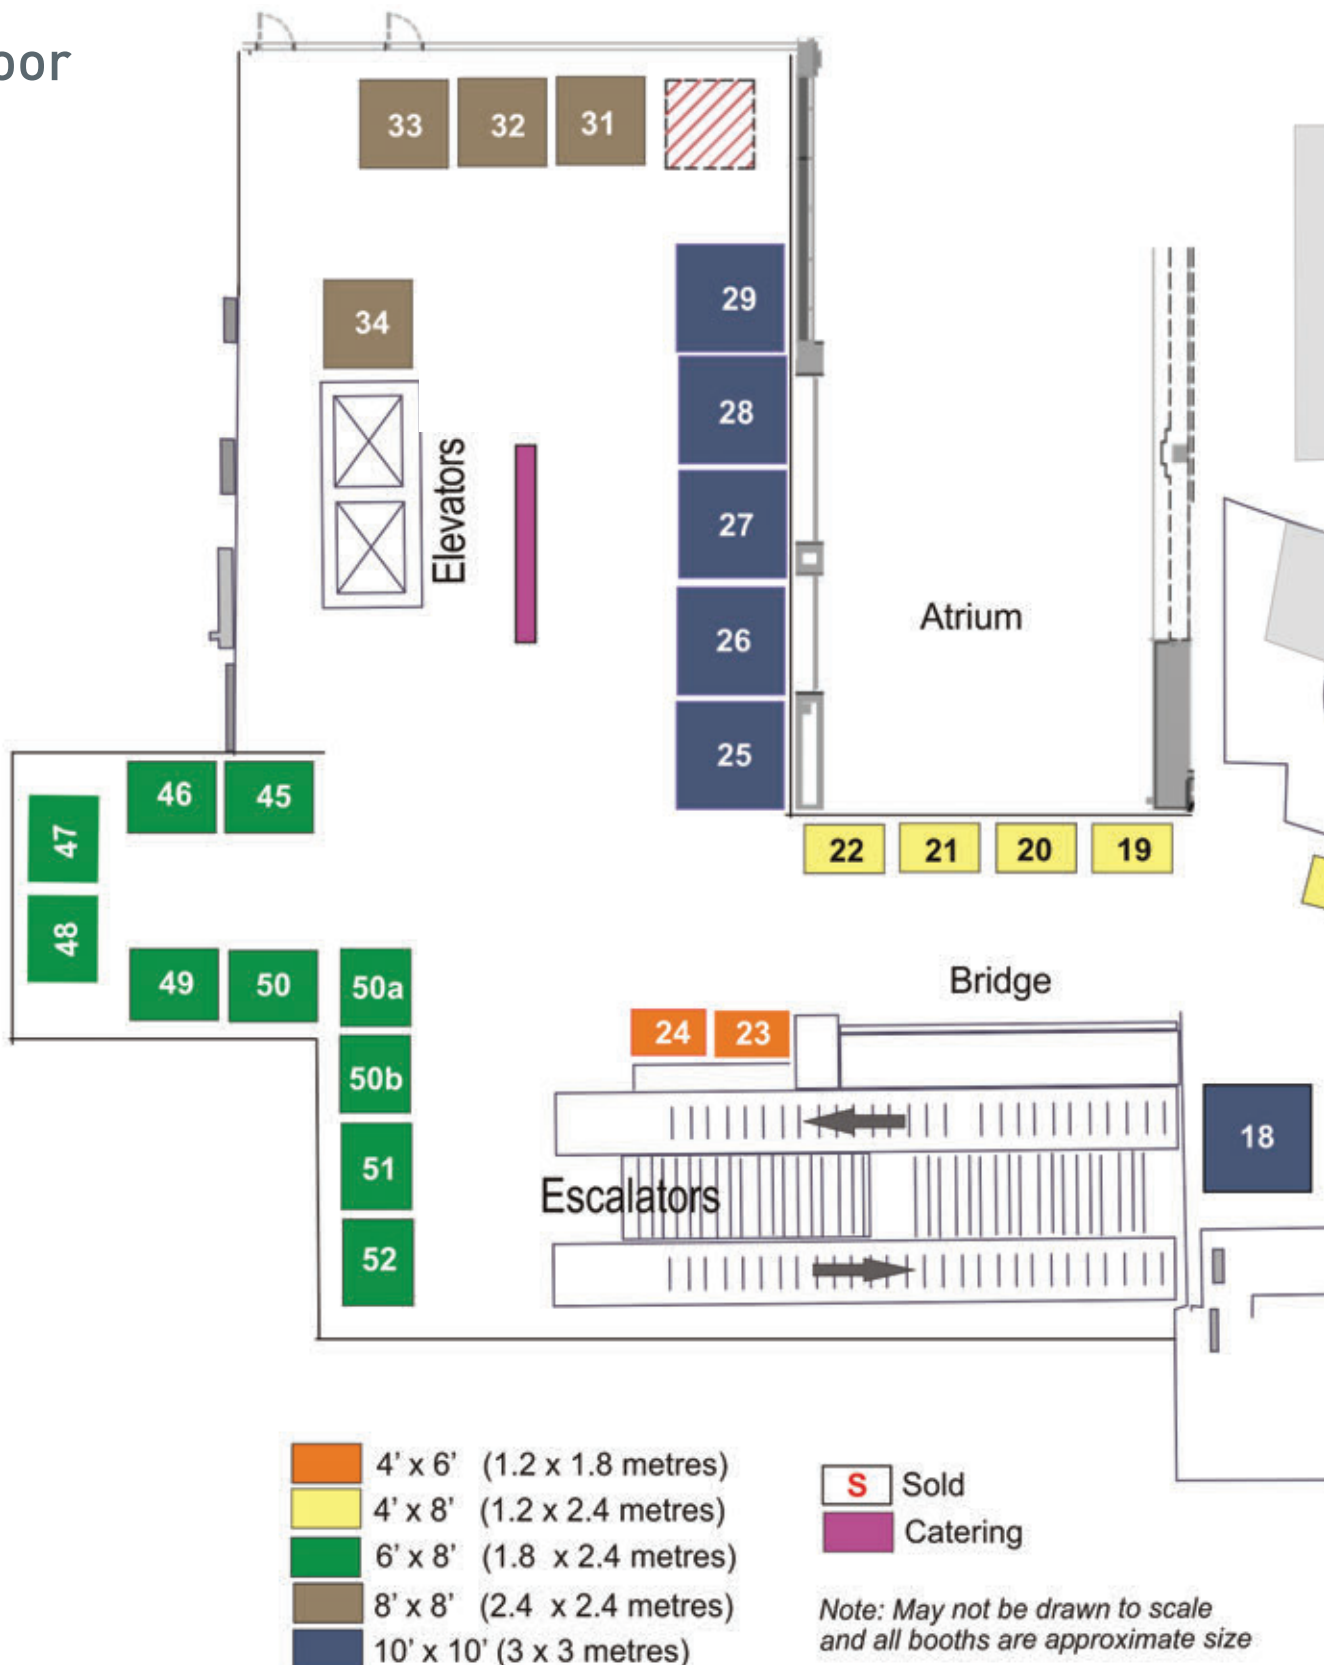 oor
33 32 31
29
34
28
Elevators
27
Atrium
26
25
46 45
47
22 21 20 19
48
49 50 50a
Bridge
24 23
50b
18
51
Escalators
52
4’ x 6’ (1.2 x 1.8 metres)
4’ x 8’ (1.2 x 2.4 metres)
6’ x 8’ (1.8 x 2.4 metres)
8’ x 8’ (2.4 x 2.4 metres)
10’ x 10’ (3 x 3 metres)
S Sold
Catering
Note: May not be drawn to scale
and all booths are approximate size